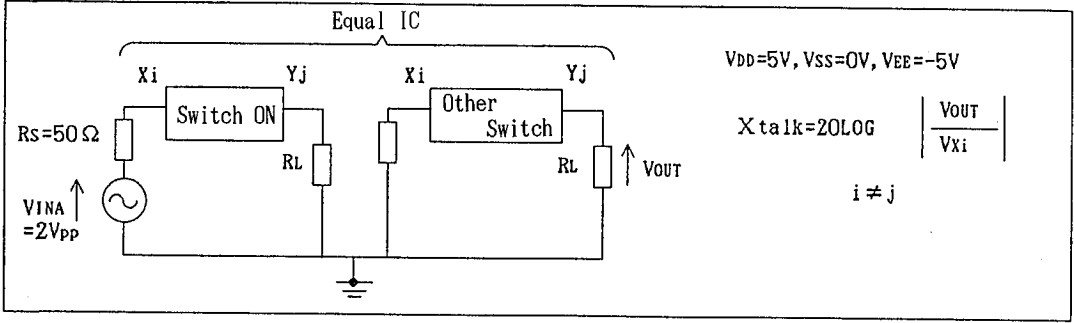 Equal IC
Xi
Yj
Xi
Yj
Switch ON
Other
Switch
RS=50Ω
RL
RL
VOUT
VINA
=2VPP
VDD=5V, VSS=0V, VEE=-5V
Xtalk=20LOG | VOUT / VXi |
i≠j